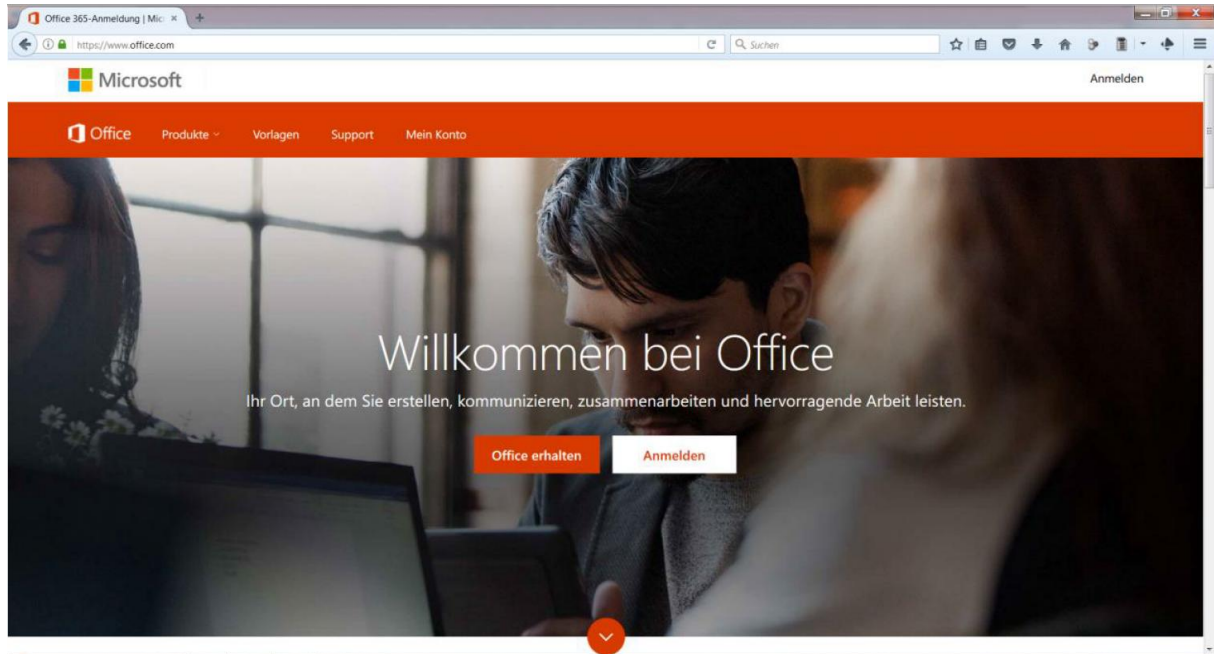 Office 365-Anmeldung | Mic
https://www.office.com
Suchen
Microsoft
Anmelden
Office Produkte Vorlagen Support Mein Konto
Willkommen bei Office
Ihr Ort, an dem Sie erstellen, kommunizieren, zusammenarbeiten und hervorragende Arbeit leisten.
Office erhalten Anmelden